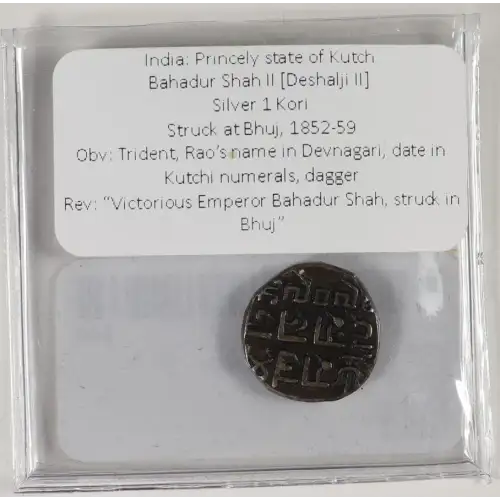 India: Princely state of Kutch
Bahadur Shah II [Deshalji II]
Silver 1 Kori
Struck at Bhuj, 1852-59
Obv: Trident, Rao's name in Devnagari, date in
Kutchi numerals, dagger
Rev: "Victorious Emperor Bahadur Shah, struck in
Bhuj"